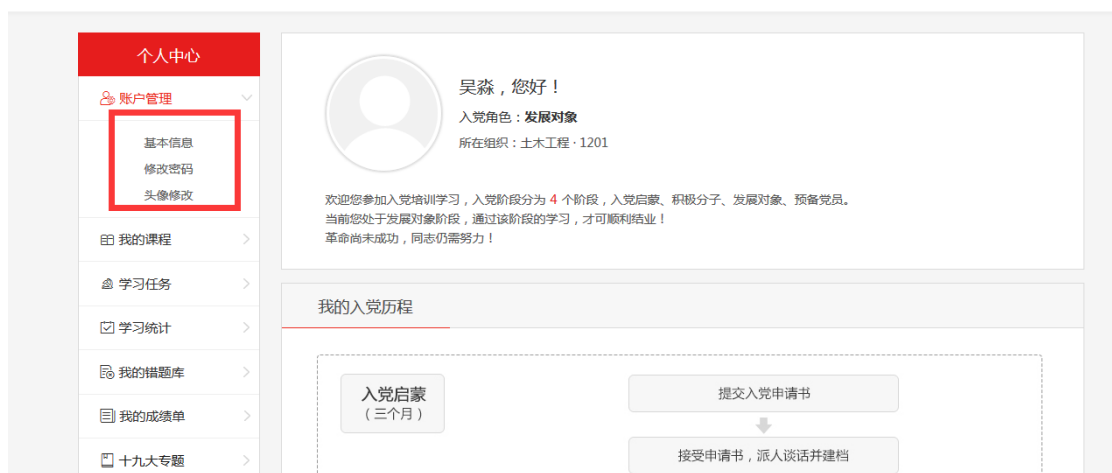 个人中心
账户管理
基本信息
修改密码
头像修改
我的课程
学习任务
学习统计
我的错题库
我的成绩单
十九大专题
吴淼，您好！
入党角色：发展对象
所在组织：土木工程·1201
欢迎您参加入党培训学习，入党阶段分为 4 个阶段，入党启蒙、积极分子、发展对象、预备党员。
当前您处于发展对象阶段，通过该阶段的学习，才可顺利结业！
革命尚未成功，同志仍需努力！
我的入党历程
入党启蒙
（三个月）
提交入党申请书
接受申请书，派人谈话并建档